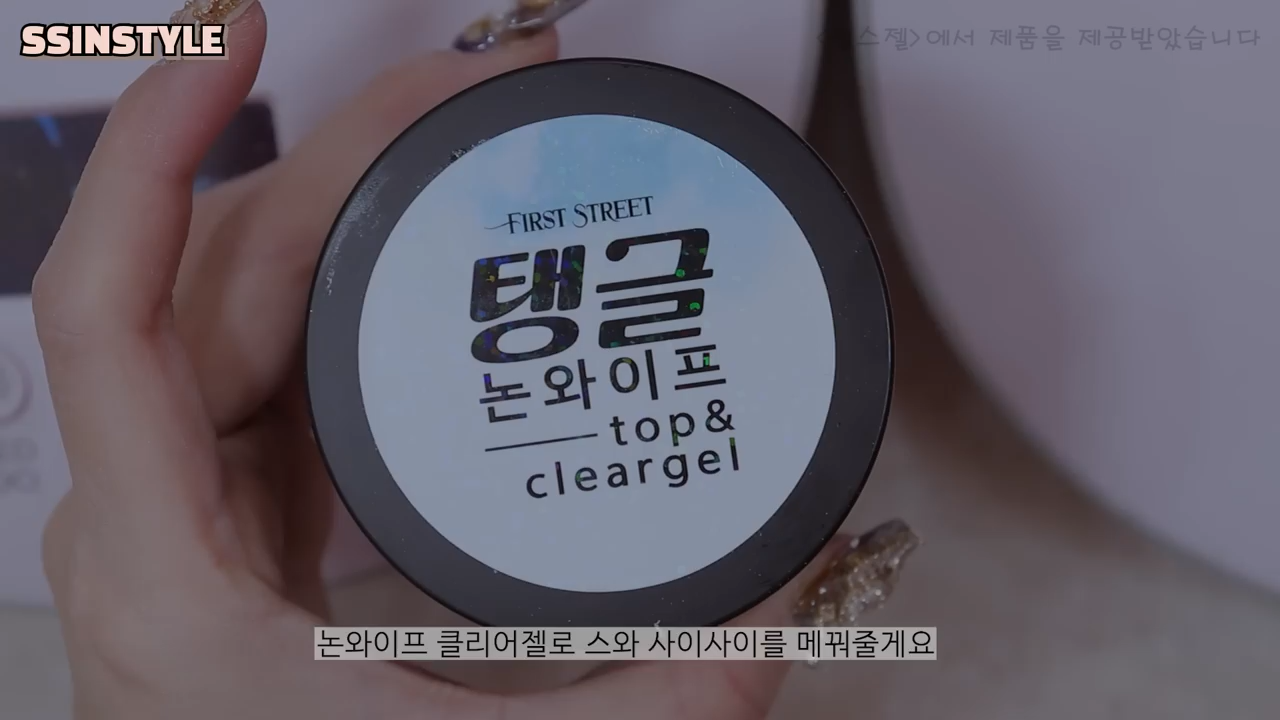 SSINSTYLE
스젤>에서 제품을 제공받았습니다
FIRST STREET
탱글
논와이프
top&
cleargel
논와이프 클리어젤로 스와 사이사이를 메꿔줄게요